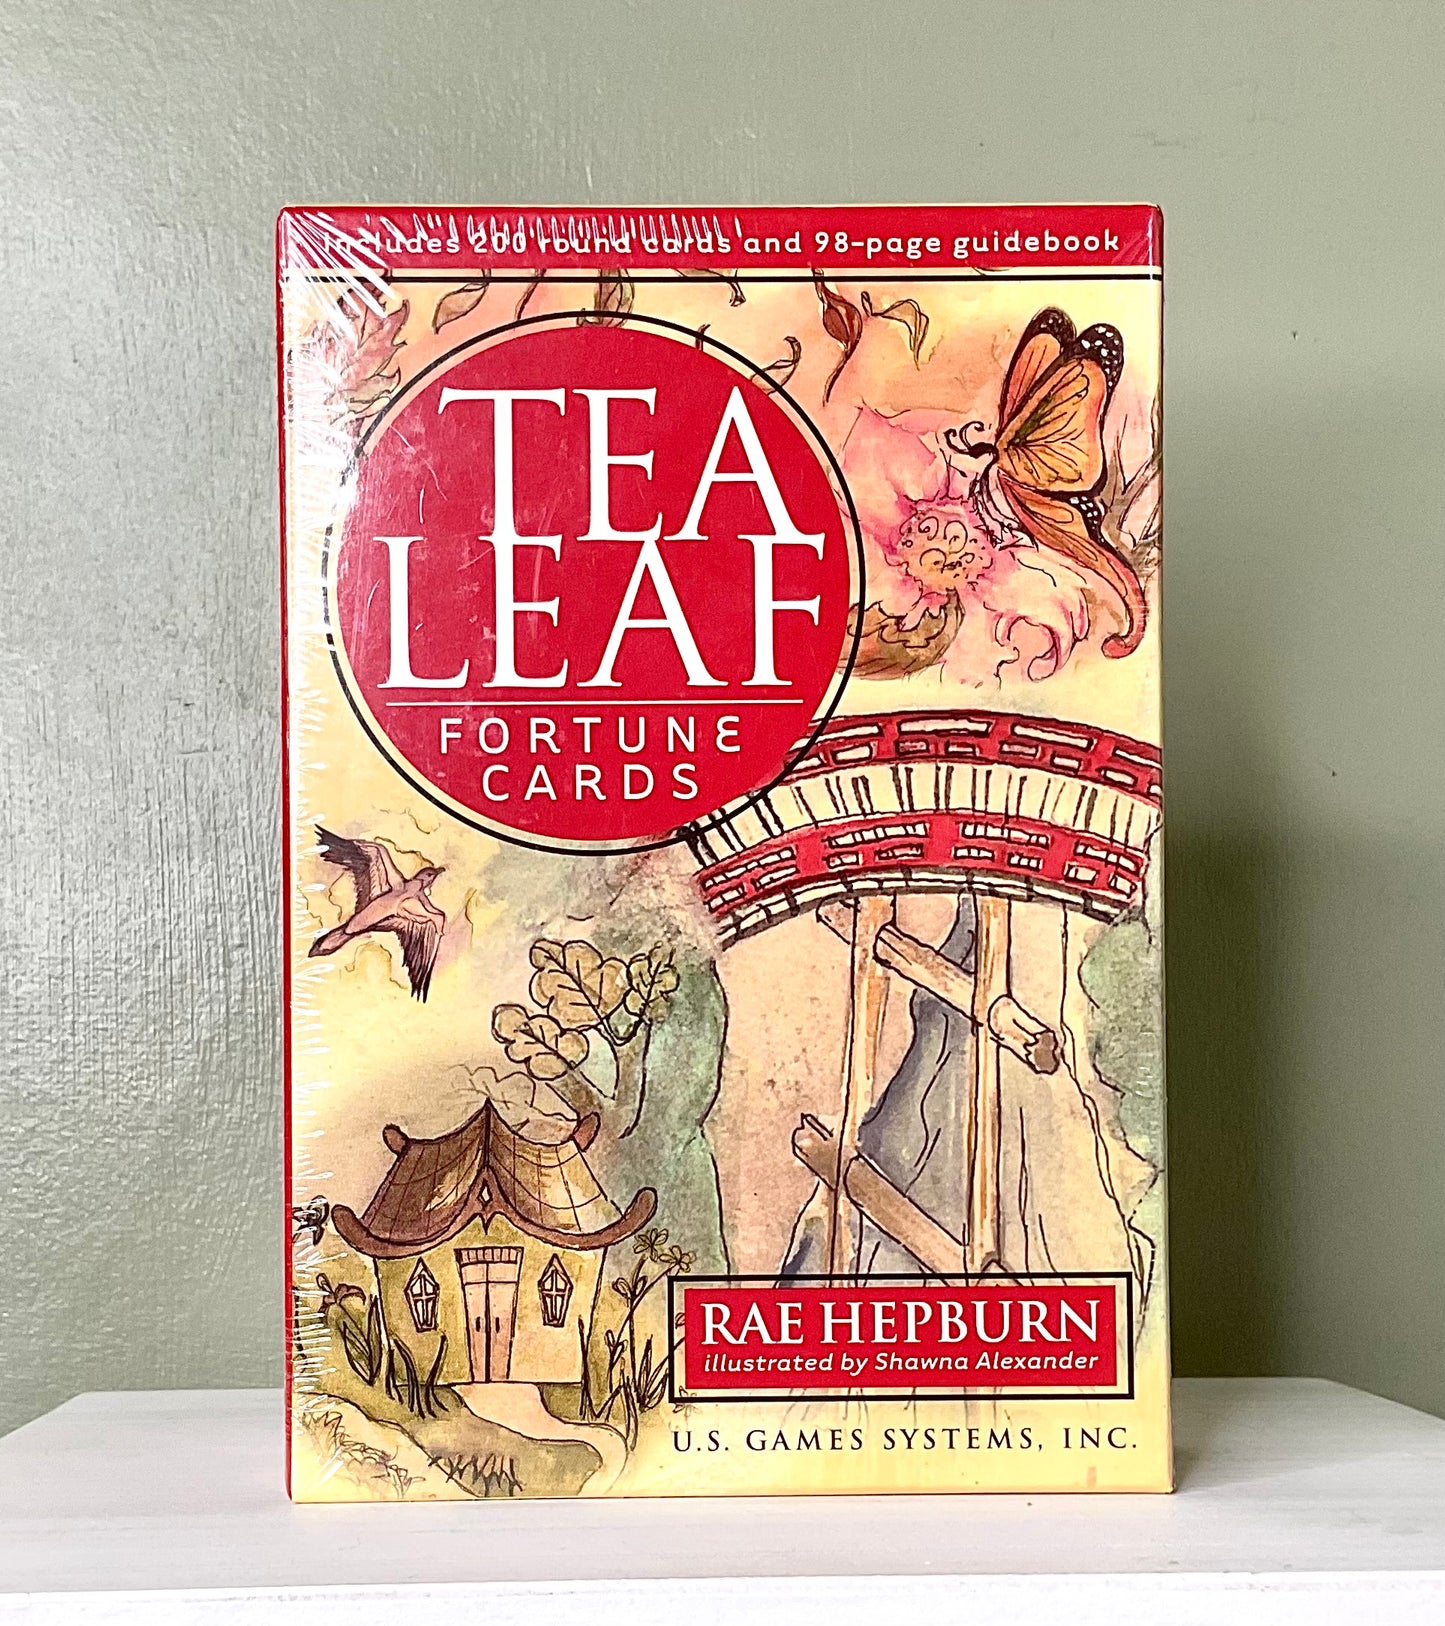 includes 200 round cards and 98-page guidebook
TEA
LEAF
FORTUNE
CARDS
RAE HEPBURN
illustrated by Shawna Alexander
U.S. GAMES SYSTEMS, INC.